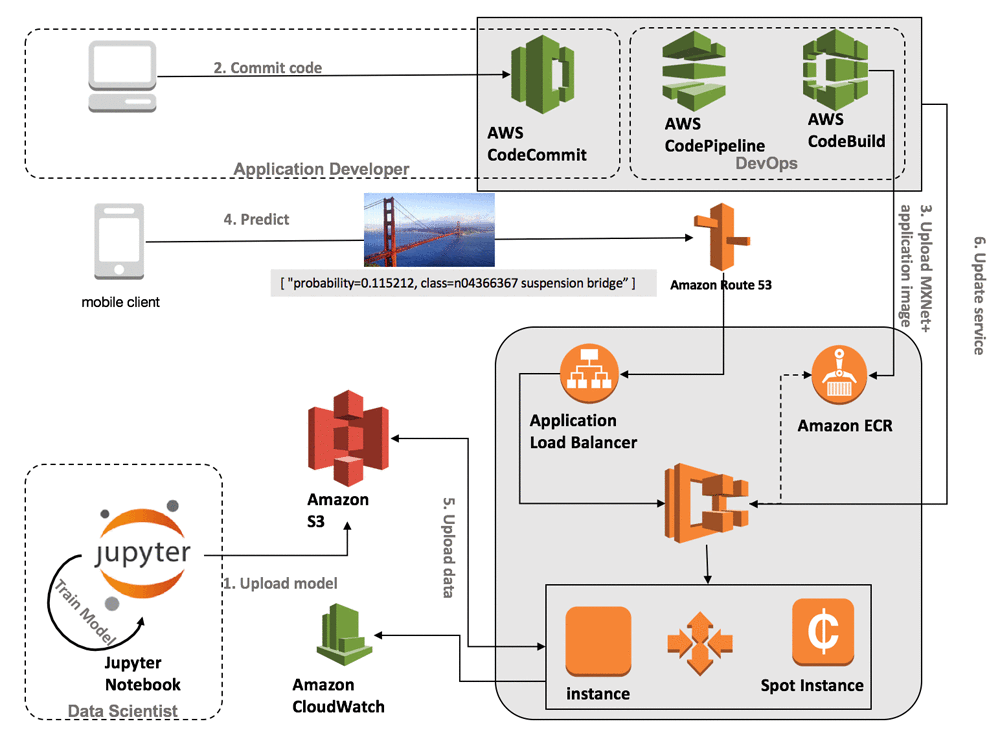 2. Commit code
AWS
CodeCommit
AWS
CodePipeline
AWS
CodeBuild
DevOps
Application Developer
4. Predict
[ "probability=0.115212, class=n04366367 suspension bridge” ]
mobile client
Amazon Route 53
3. Upload MXNet+
application image
6. Update service
Application
Load Balancer
Amazon ECR
Amazon
S3
5. Upload data
jupyter
Train Model
1. Upload model
Jupyter
Notebook
Data Scientist
Amazon
CloudWatch
instance
₵
Spot Instance